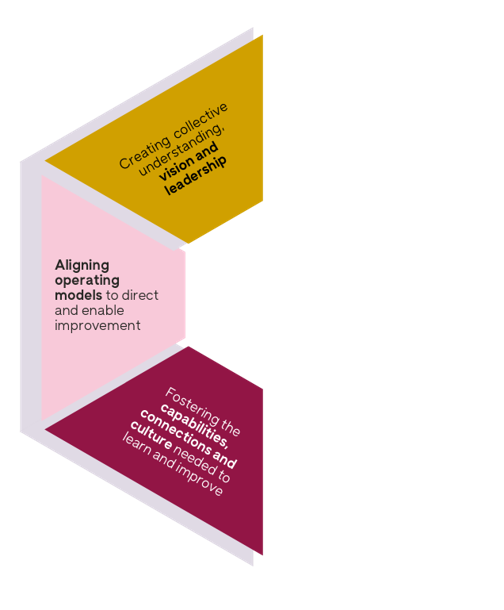 Creating collective
understanding,
vision and
leadership
Aligning
operating
models to direct
and enable
improvement
Fostering the
capabilities,
connections and
culture needed to
learn and improve